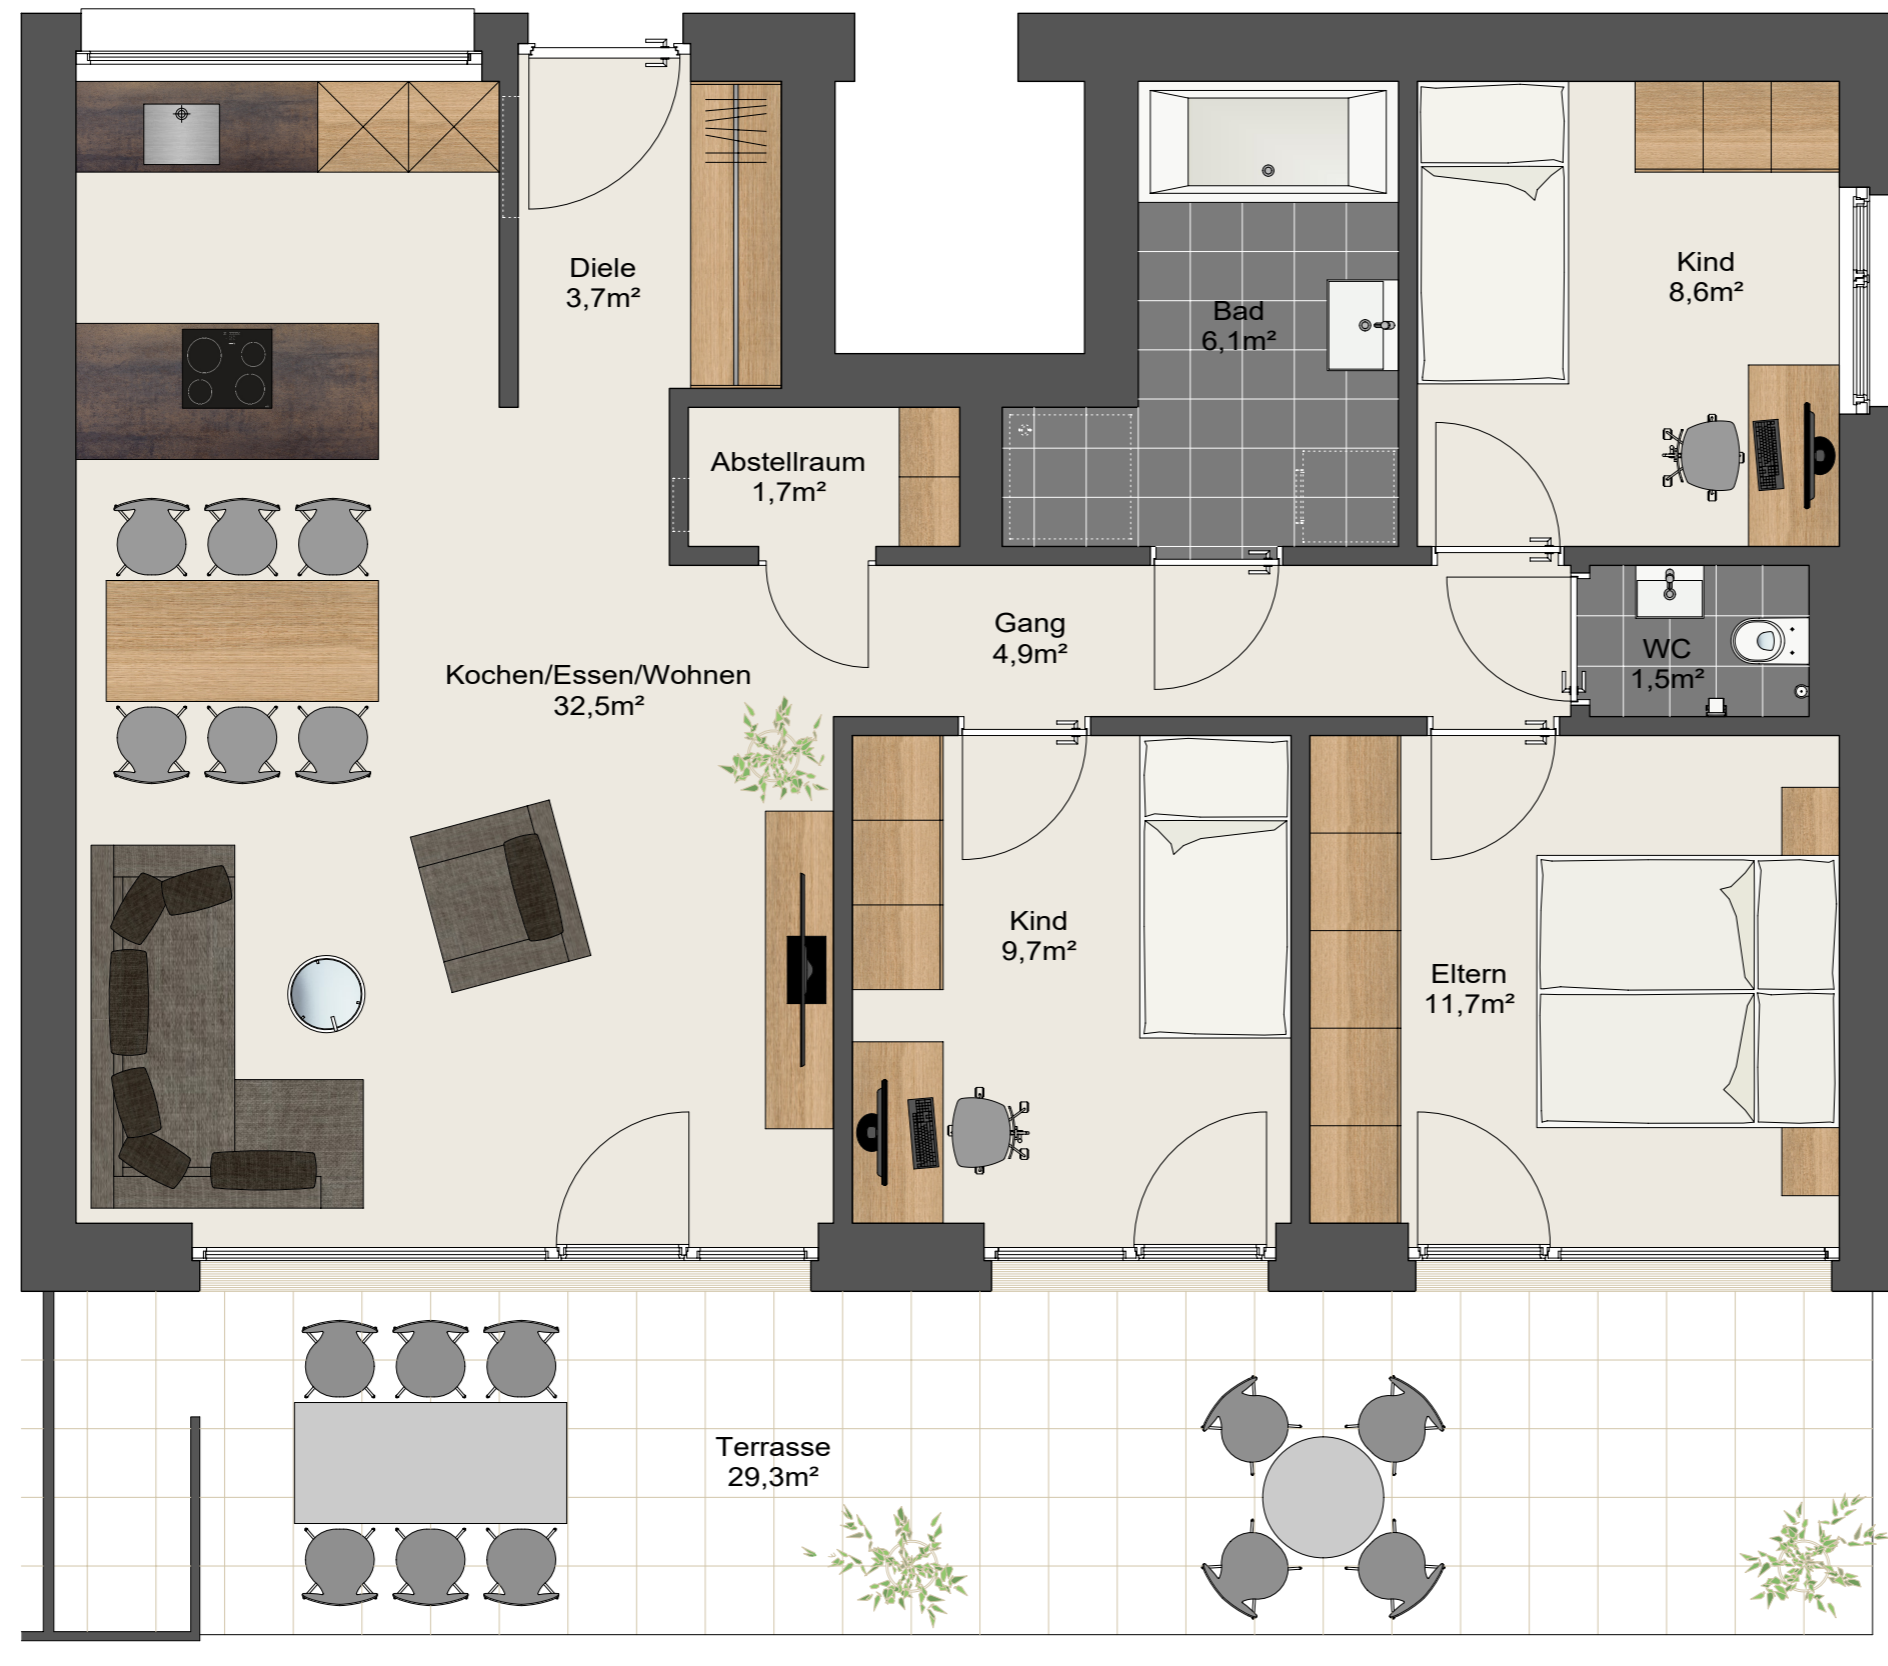 Diele
3,7m²
Kind
8,6m²
Bad
6,1m²
Abstellraum
1,7m²
Gang
4,9m²
WC
1,5m²
Kochen/Essen/Wohnen
32,5m²
Kind
9,7m²
Eltern
11,7m²
Terrasse
29,3m²